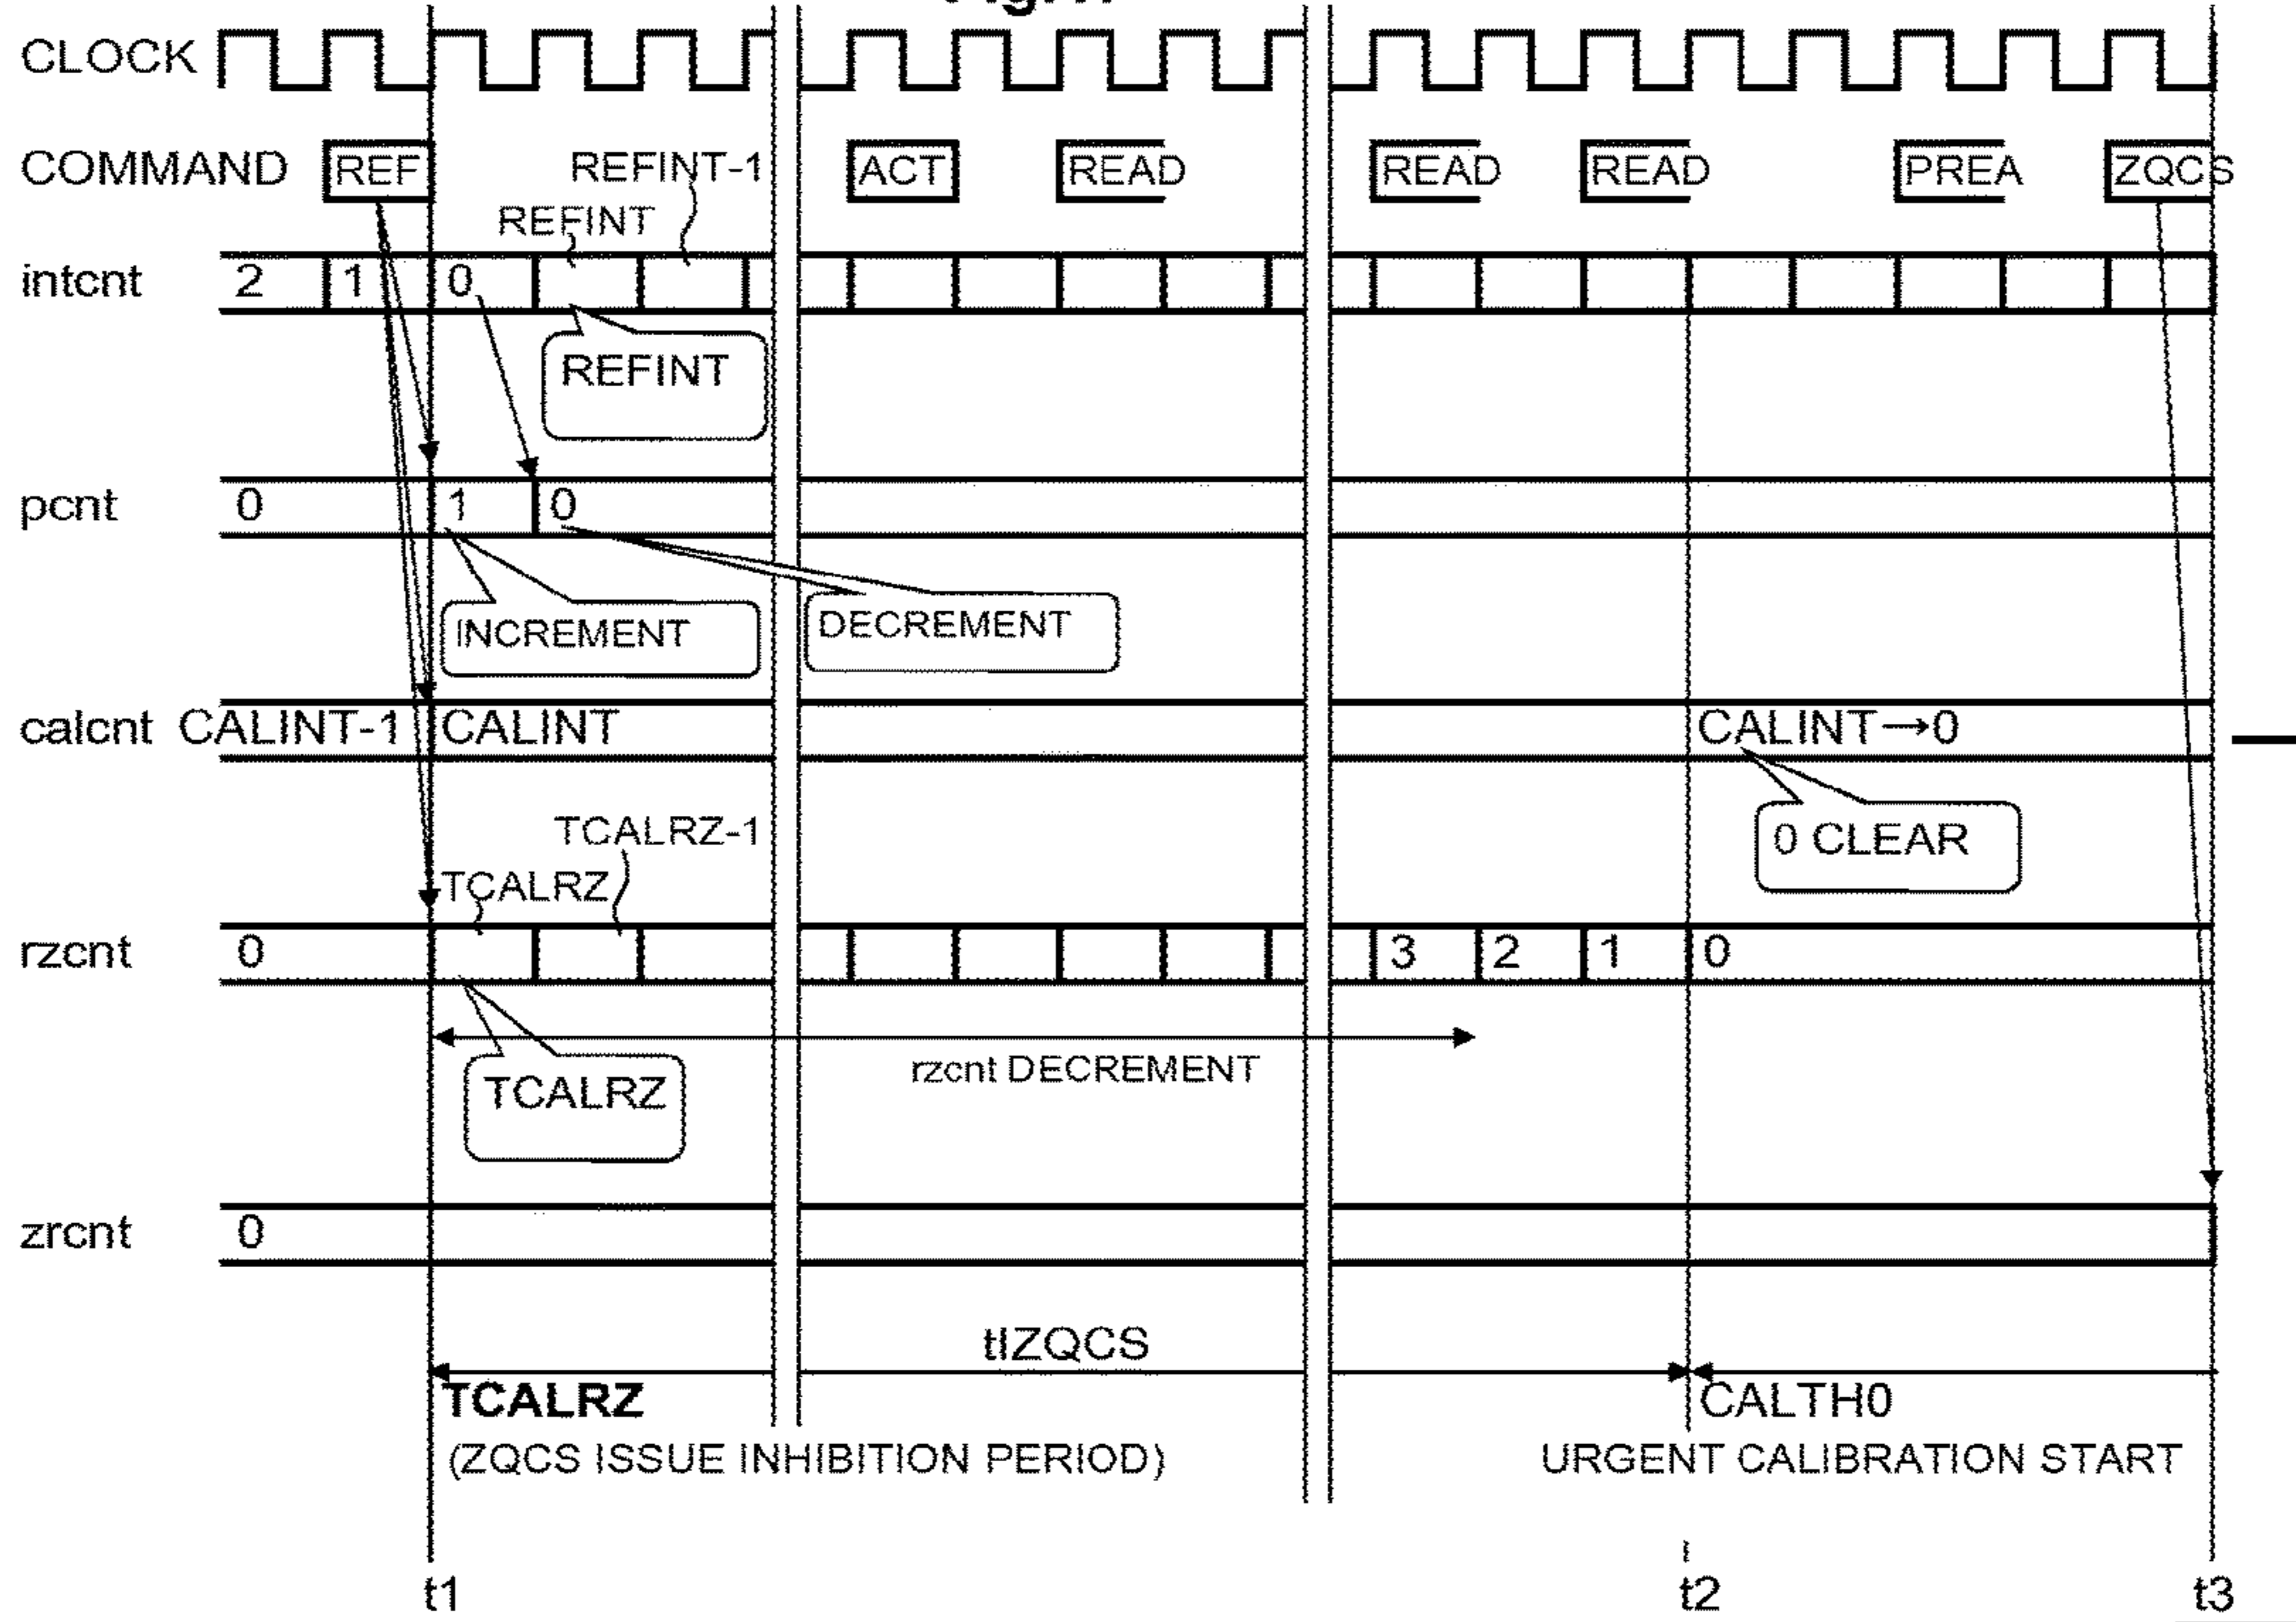 CLOCK
COMMAND REF ACT READ READ READ PREA ZQCS
REFINT-1
REFINT
intcnt 2 1 0
REFINT
pcnt 0 1 0
INCREMENT DECREMENT
calcnt CALINT-1 CALINT CALINT→0
0 CLEAR
TCALRZ-1
TCALRZ
rzcnt 0 3 2 1 0
rzcnt DECREMENT
TCALRZ
zrcnt 0
tIZQCS
TCALRZ CALTH0
(ZQCS ISSUE INHIBITION PERIOD) URGENT CALIBRATION START
t1 t2 t3